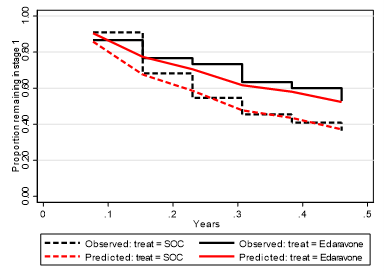 Proportion remaining in stage 1
1.00
0.80
0.60
0.40
0.20
0.00
0 .1 .2 .3 .4 .5
Years
Observed: treat = SOC Observed: treat = Edaravone
Predicted: treat = SOC Predicted: treat = Edaravone